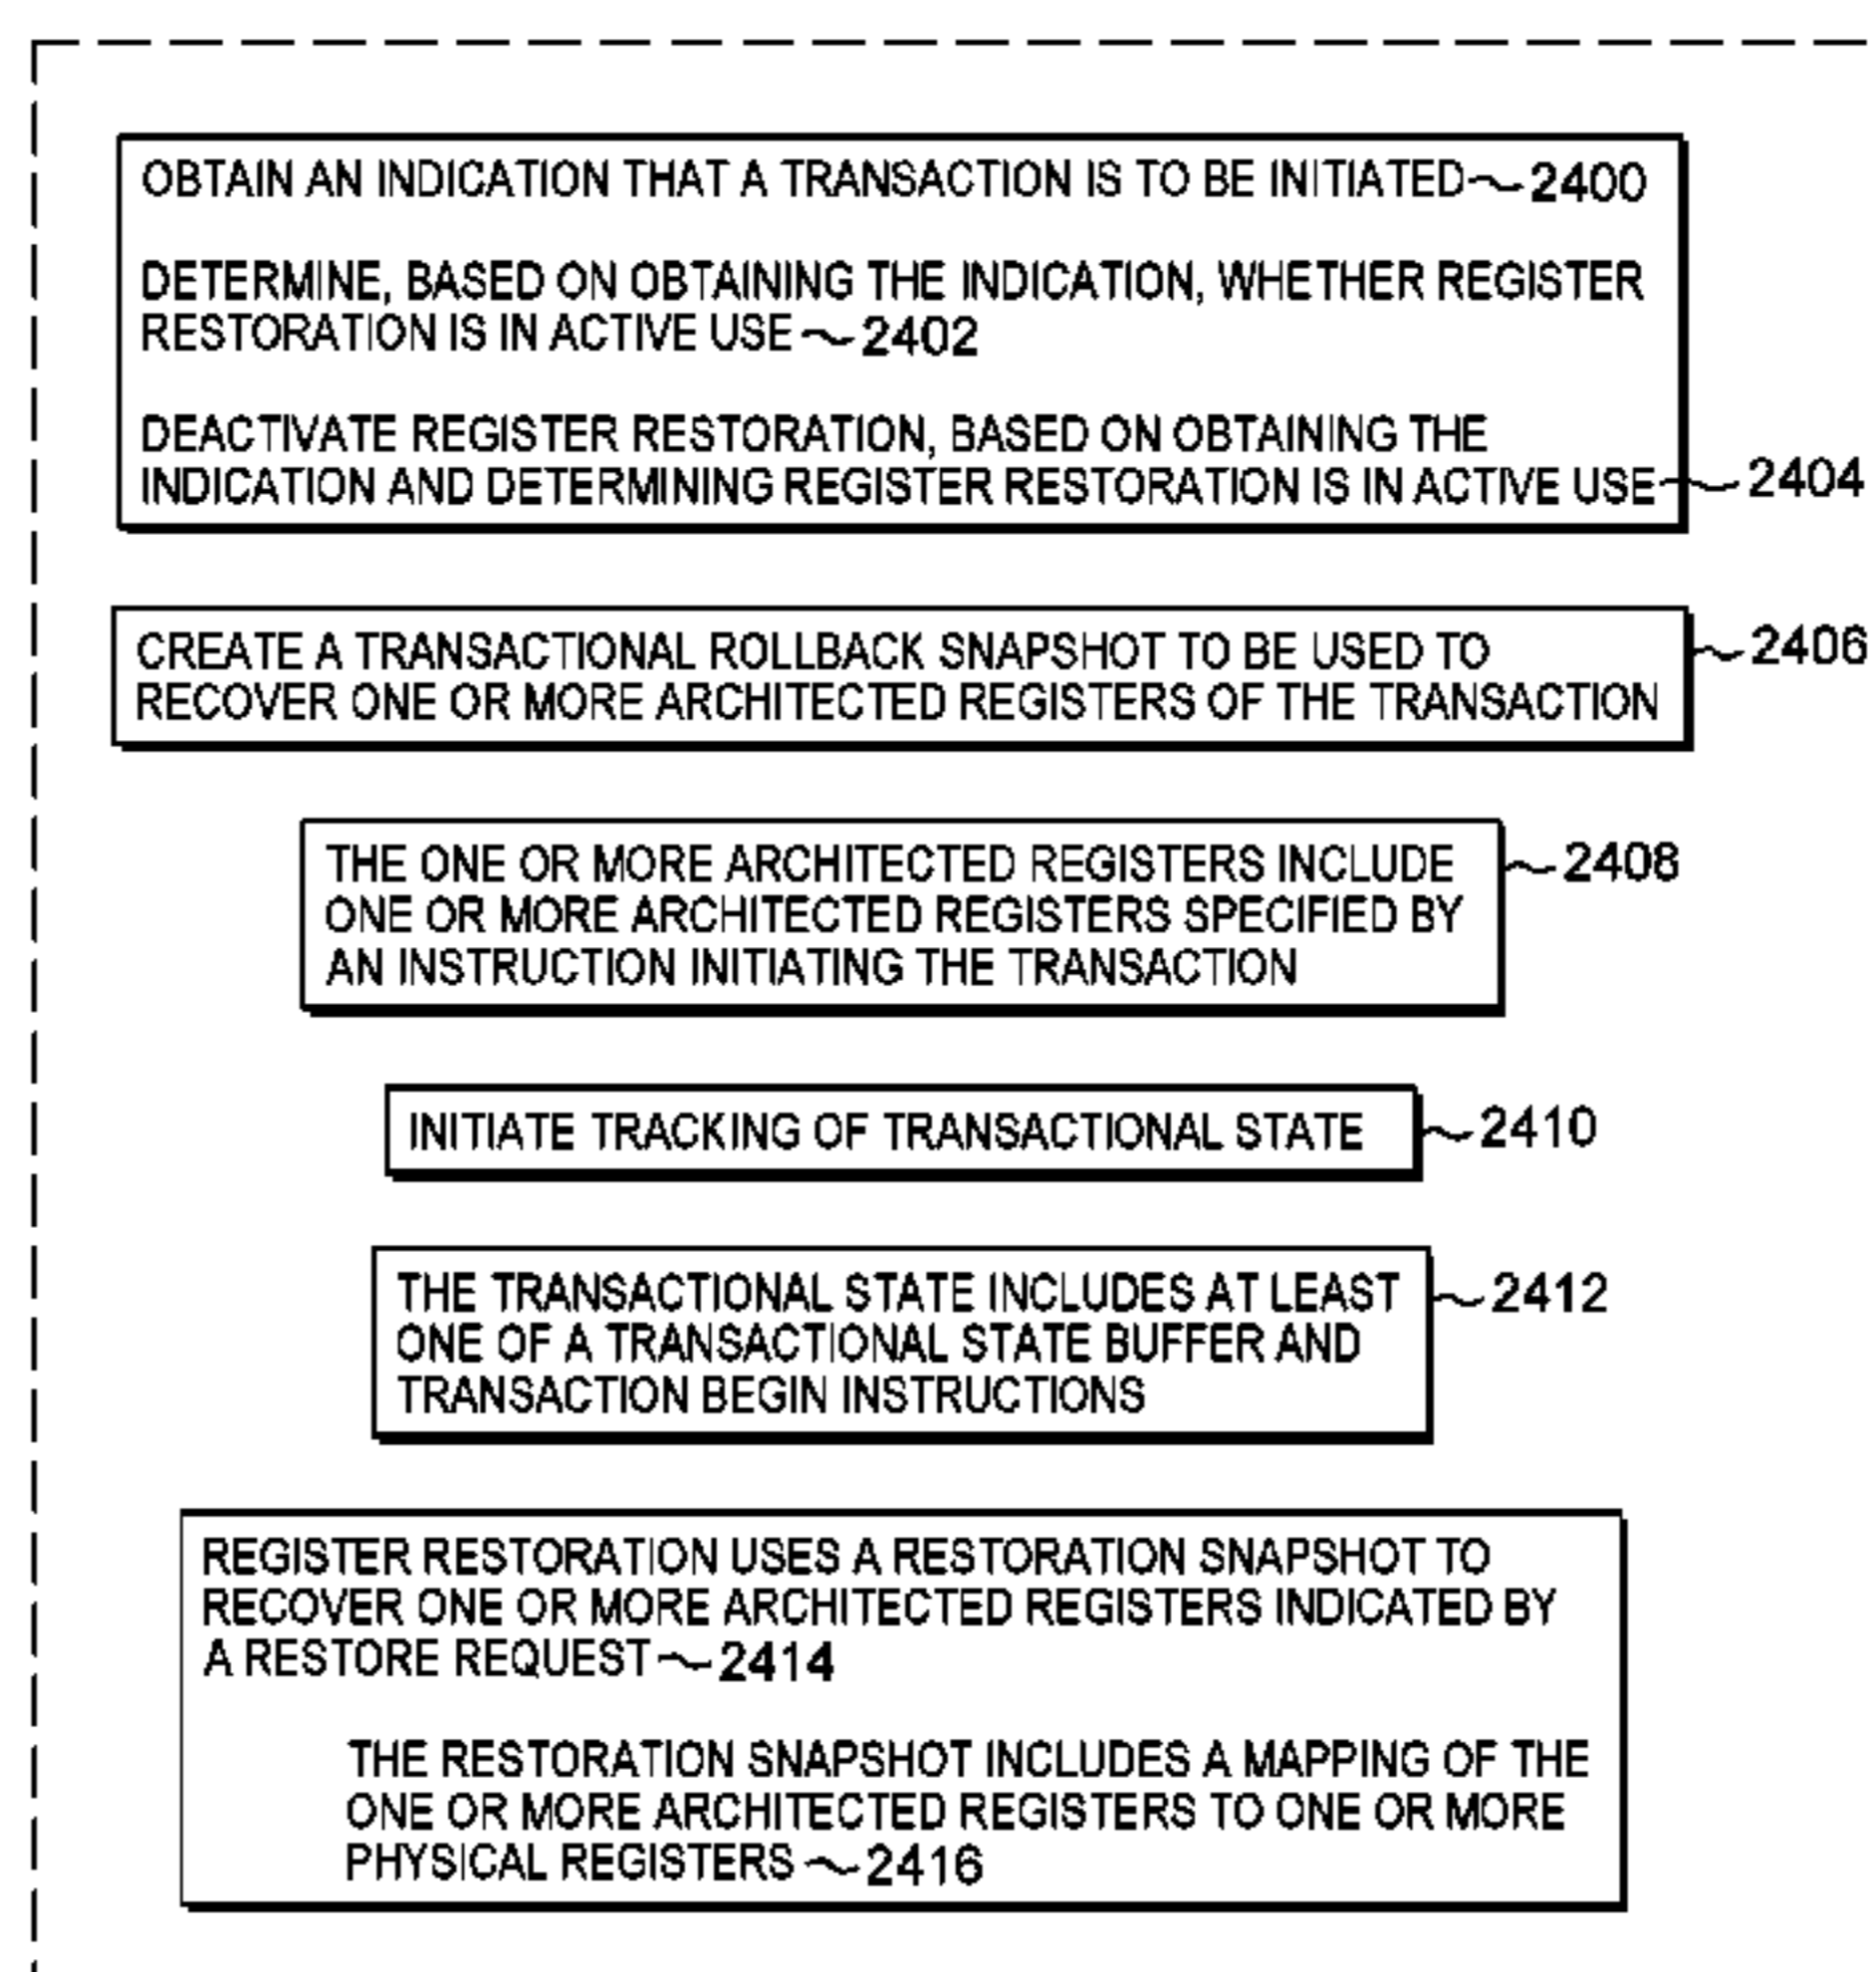 OBTAIN AN INDICATION THAT A TRANSACTION IS TO BE INITIATED 2400
DETERMINE, BASED ON OBTAINING THE INDICATION, WHETHER REGISTER
RESTORATION IS IN ACTIVE USE 2402
DEACTIVATE REGISTER RESTORATION, BASED ON OBTAINING THE
INDICATION AND DETERMINING REGISTER RESTORATION IS IN ACTIVE USE 2404
CREATE A TRANSACTIONAL ROLLBACK SNAPSHOT TO BE USED TO 2406
RECOVER ONE OR MORE ARCHITECTED REGISTERS OF THE TRANSACTION
THE ONE OR MORE ARCHITECTED REGISTERS INCLUDE 2408
ONE OR MORE ARCHITECTED REGISTERS SPECIFIED BY
AN INSTRUCTION INITIATING THE TRANSACTION
INITIATE TRACKING OF TRANSACTIONAL STATE 2410
THE TRANSACTIONAL STATE INCLUDES AT LEAST 2412
ONE OF A TRANSACTIONAL STATE BUFFER AND
TRANSACTION BEGIN INSTRUCTIONS
REGISTER RESTORATION USES A RESTORATION SNAPSHOT TO
RECOVER ONE OR MORE ARCHITECTED REGISTERS INDICATED BY
A RESTORE REQUEST 2414
THE RESTORATION SNAPSHOT INCLUDES A MAPPING OF THE
ONE OR MORE ARCHITECTED REGISTERS TO ONE OR MORE
PHYSICAL REGISTERS 2416